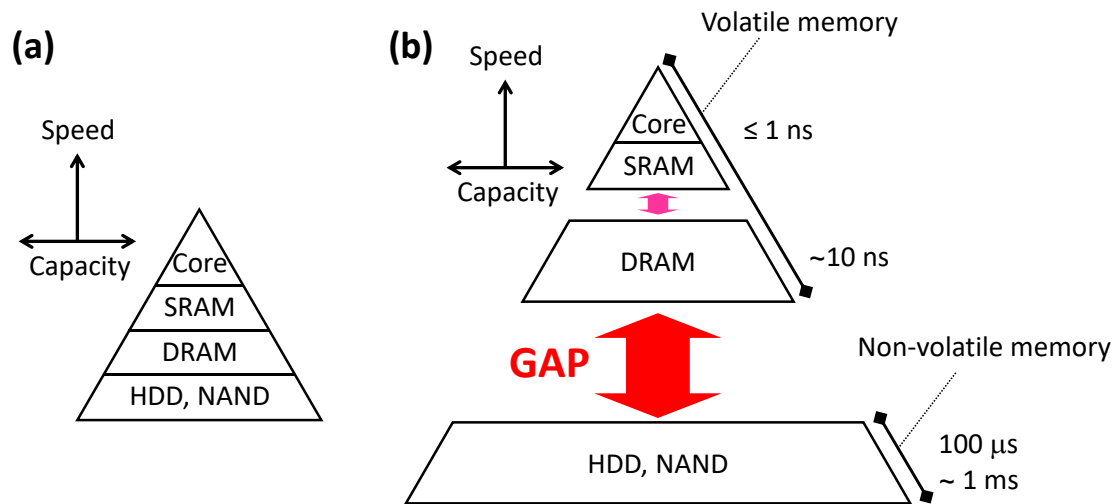 (a)
Speed
Capacity
Core
SRAM
DRAM
HDD, NAND
(b)
Speed
Capacity
Volatile memory
Core
≤ 1 ns
SRAM
DRAM
~10 ns
GAP
Non-volatile memory
HDD, NAND
100 μs
~ 1 ms